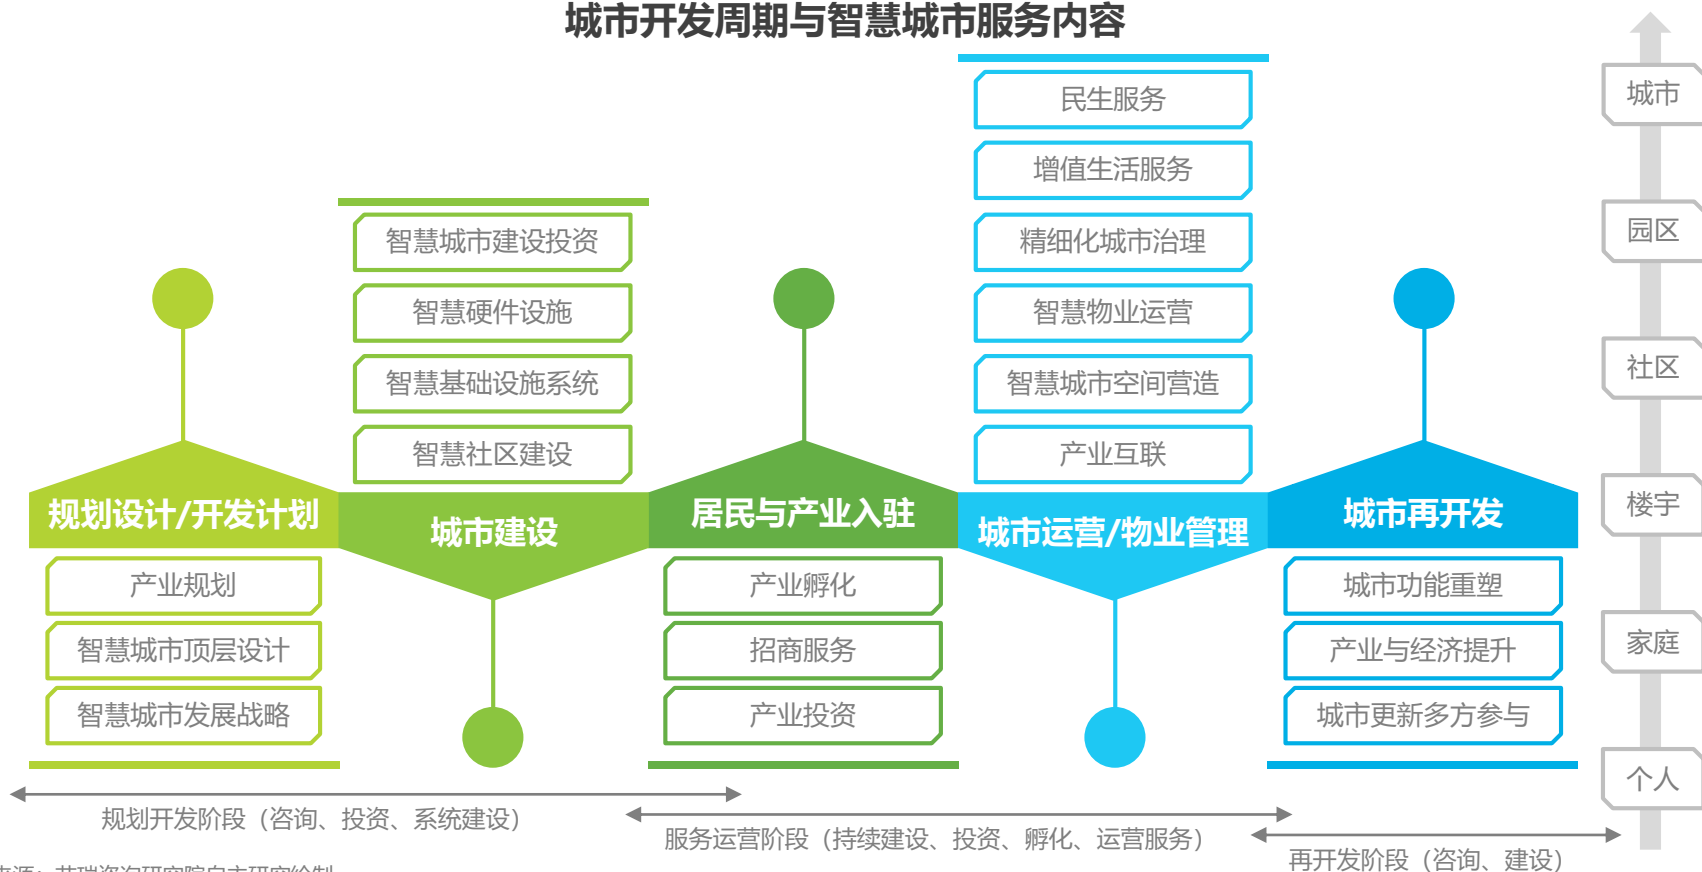 城市开发周期与智慧城市服务内容
规划设计/开发计划
产业规划
智慧城市顶层设计
智慧城市发展战略
智慧城市建设投资
智慧硬件设施
智慧基础设施系统
智慧社区建设
城市建设
居民与产业入驻
产业孵化
招商服务
产业投资
民生服务
增值生活服务
精细化城市治理
智慧物业运营
智慧城市空间营造
产业互联
城市运营/物业管理
城市再开发
城市功能重塑
产业与经济提升
城市更新多方参与
城市
园区
社区
楼宇
家庭
个人
规划开发阶段（咨询、投资、系统建设）
服务运营阶段（持续建设、投资、孵化、运营服务）
再开发阶段（咨询、建设）